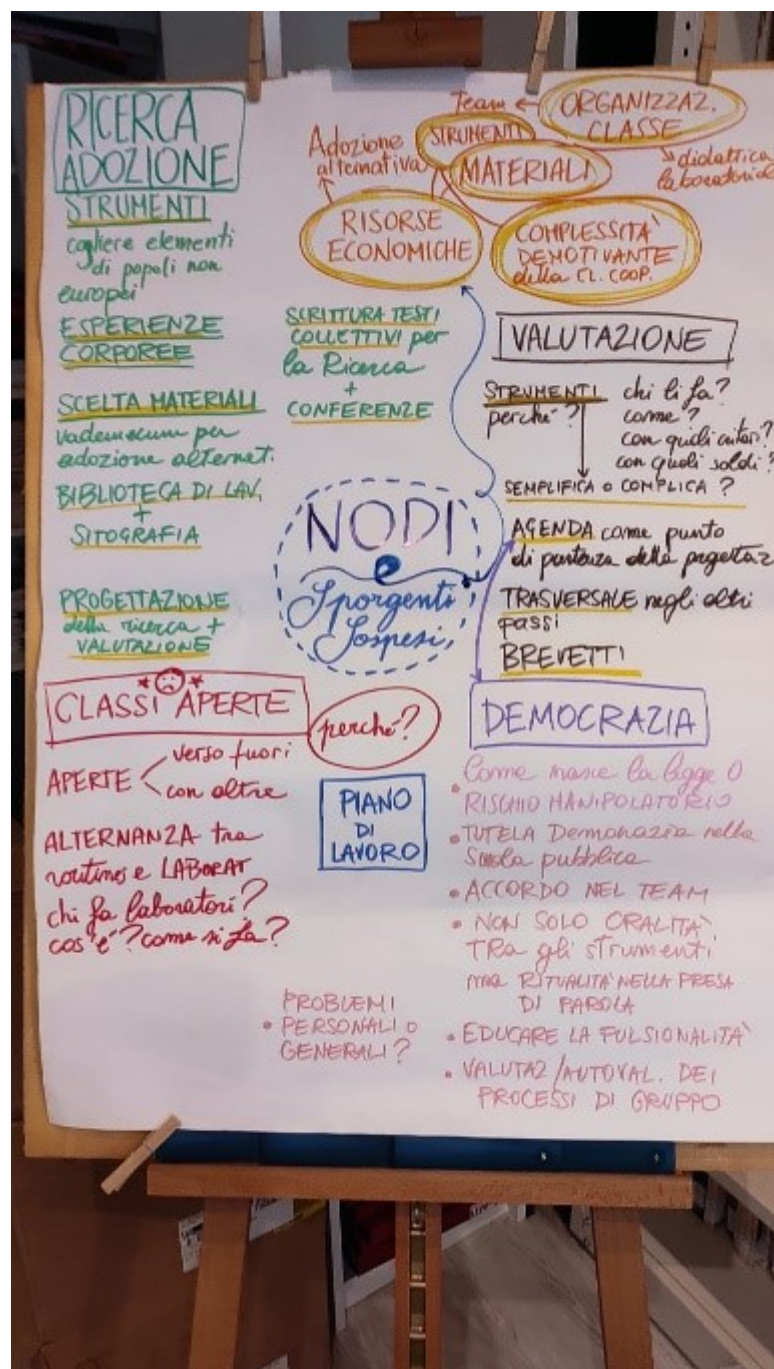 RICERCA
ADOZIONE
STRUMENTI
cogliere elementi
di popoli non
europei
ESPERIENZE
CORPOREE
SCELTA MATERIALI
vademecum per
adozione alternat.
BIBLIOTECA DI LAV.
+
SITOGRAFIA
PROGETTAZIONE
della ricerca +
VALUTAZIONE
SCRITTURA TESTI
COLLETTIVI per
la Ricerca
+
CONFERENZE
Team
ORGANIZZAZ.
CLASSE
didattica
laboratoriale
STRUMENTI
MATERIALI
Adozione
alternativa
RISORSE
ECONOMICHE
COMPLESSITÀ
DEMOTIVANTE
della CL. COOP.
VALUTAZIONE
STRUMENTI chi li fa?
perché? come?
con quali criteri?
con quali soldi?
SEMPLIFICA o COMPLICA?
AGENDA come punto
di partenza della progettaz
TRASVERSALE negli altri
passi
BREVETTI
NODI
e
Sporgenti
Sospesi
CLASSI APERTE
perché?
APERTE verso fuori
con altre
ALTERNANZA tra
routines e LABORAT
chi fa laboratori?
cos'è? come si fa?
PIANO
DI
LAVORO
DEMOCRAZIA
Come nasce la legge O
• RISCHIO MANIPOLATORIO
• TUTELA Democrazia nella
Scuola pubblica
• ACCORDO NEL TEAM
• NON SOLO ORALITÀ
TRA gli strumenti
ma RITUALITÀ NELLA PRESA
DI PAROLA
• EDUCARE LA PULSIONALITÀ
• VALUTAZ/AUTOVAL. DEI
PROCESSI DI GRUPPO
PROBLEMI
• PERSONALI O
GENERALI?